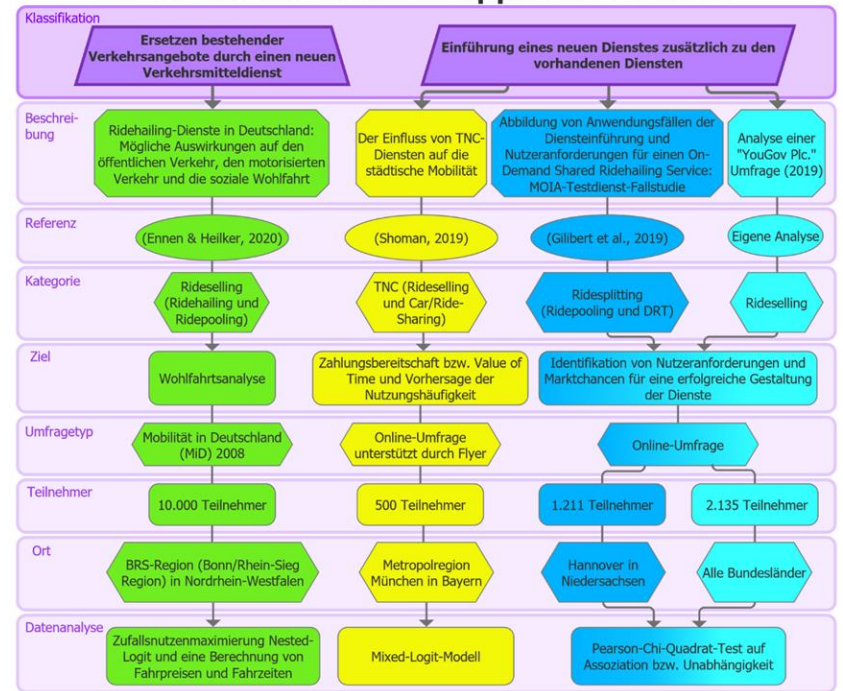 Klassifikation
Ersetzen bestehender
Verkehrsangebote durch einen neuen
Verkehrsmitteldienst
Einführung eines neuen Dienstes zusätzlich zu den
vorhandenen Diensten
Beschrei-
bung
Ridehailing-Dienste in Deutschland:
Mögliche Auswirkungen auf den
öffentlichen Verkehr, den motorisierten
Verkehr und die soziale Wohlfahrt
Der Einfluss von TNC-
Diensten auf die
städtische Mobilität
Abbildung von Anwendungsfällen der
Diensteinführung und
Nutzeranforderungen für einen On-
Demand Shared Ridehailing Service:
MOIA-Testdienst-Fallstudie
Analyse einer
"YouGov Plc."
Umfrage (2019)
Referenz
(Ennen & Heilker, 2020)
(Shoman, 2019)
(Gilibert et al., 2019)
Eigene Analyse
Kategorie
Rideselling
(Ridehailing und
Ridepooling)
TNC (Rideselling
und Car/Ride-
Sharing)
Ridesplitting
(Ridepooling und DRT)
Rideselling
Ziel
Wohlfahrtsanalyse
Zahlungsbereitschaft bzw. Value of
Time und Vorhersage der
Nutzungshäufigkeit
Identifikation von Nutzeranforderungen und
Marktchancen für eine erfolgreiche Gestaltung
der Dienste
Umfragetyp
Mobilität in Deutschland
(MiD) 2008
Online-Umfrage
unterstützt durch Flyer
Online-Umfrage
Teilnehmer
10.000 Teilnehmer
500 Teilnehmer
1.211 Teilnehmer
2.135 Teilnehmer
Ort
BRS-Region (Bonn/Rhein-Sieg
Region) in Nordrhein-Westfalen
Metropolregion
München in Bayern
Hannover in
Niedersachsen
Alle Bundesländer
Datenanalyse
Zufallsnutzenmaximierung Nested-
Logit und eine Berechnung von
Fahrpreisen und Fahrzeiten
Mixed-Logit-Modell
Pearson-Chi-Quadrat-Test auf
Assoziation bzw. Unabhängigkeit